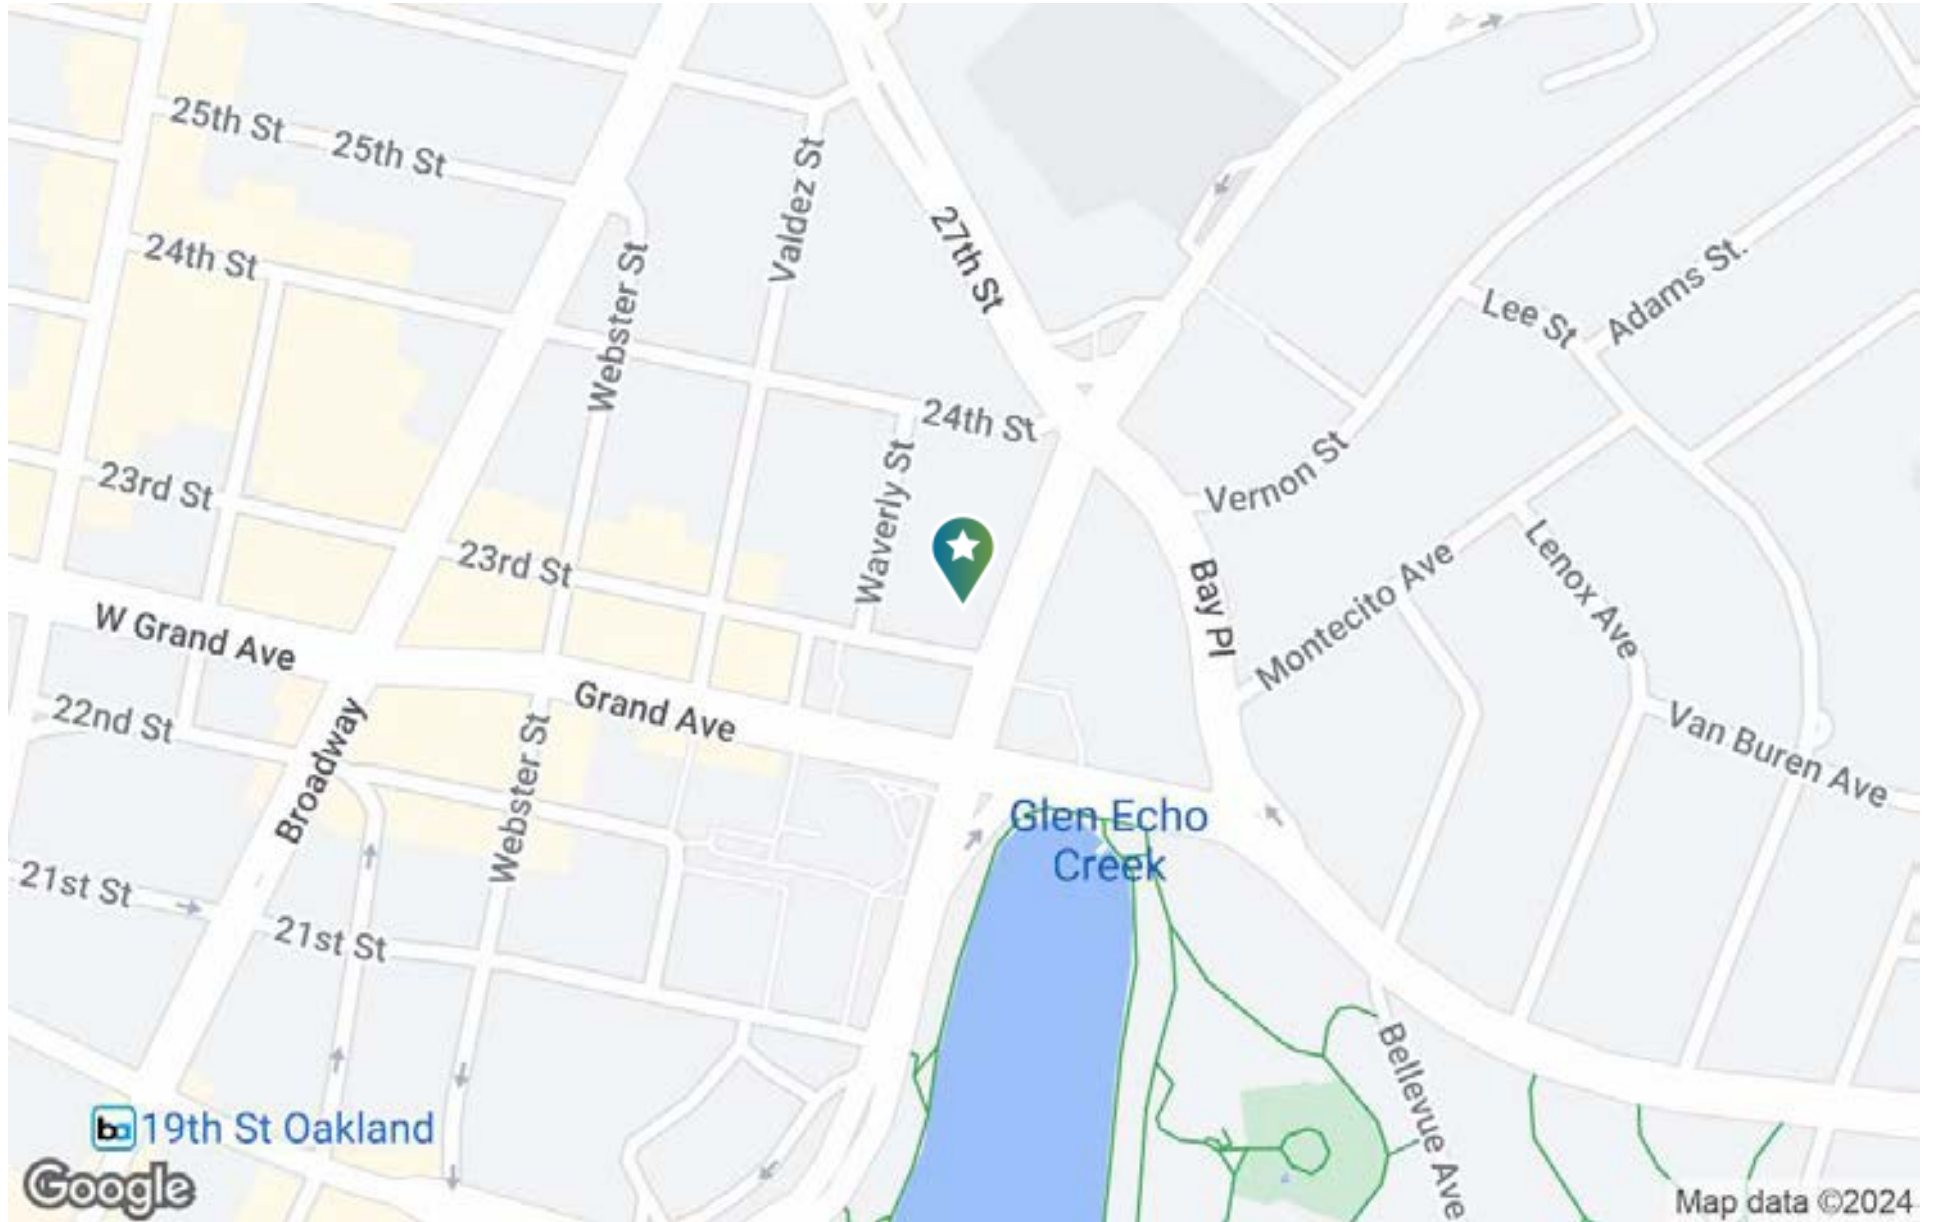 25th St
25th St
Valdez St
27th St
24th St
Webster St
Lee St
Adams St.
24th St
Waverly St
Vernon St
23rd St
23rd St
Bay Pl
Montecito Ave
Lenox Ave
W Grand Ave
Grand Ave
22nd St
Broadway
Webster St
Van Buren Ave
Glen Echo
Creek
21st St
21st St
Bellevue Ave
ba 19th St Oakland
Google
Map data ©2024